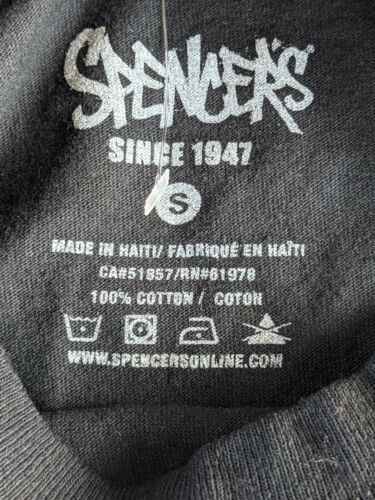 SPENCER'S
SINCE 1947
S
MADE IN HAITI/ FABRIQUÉ EN HAÏTI
CA#51857/RN#61978
100% COTTON / COTON
WWW.SPENCERSONLINE.COM